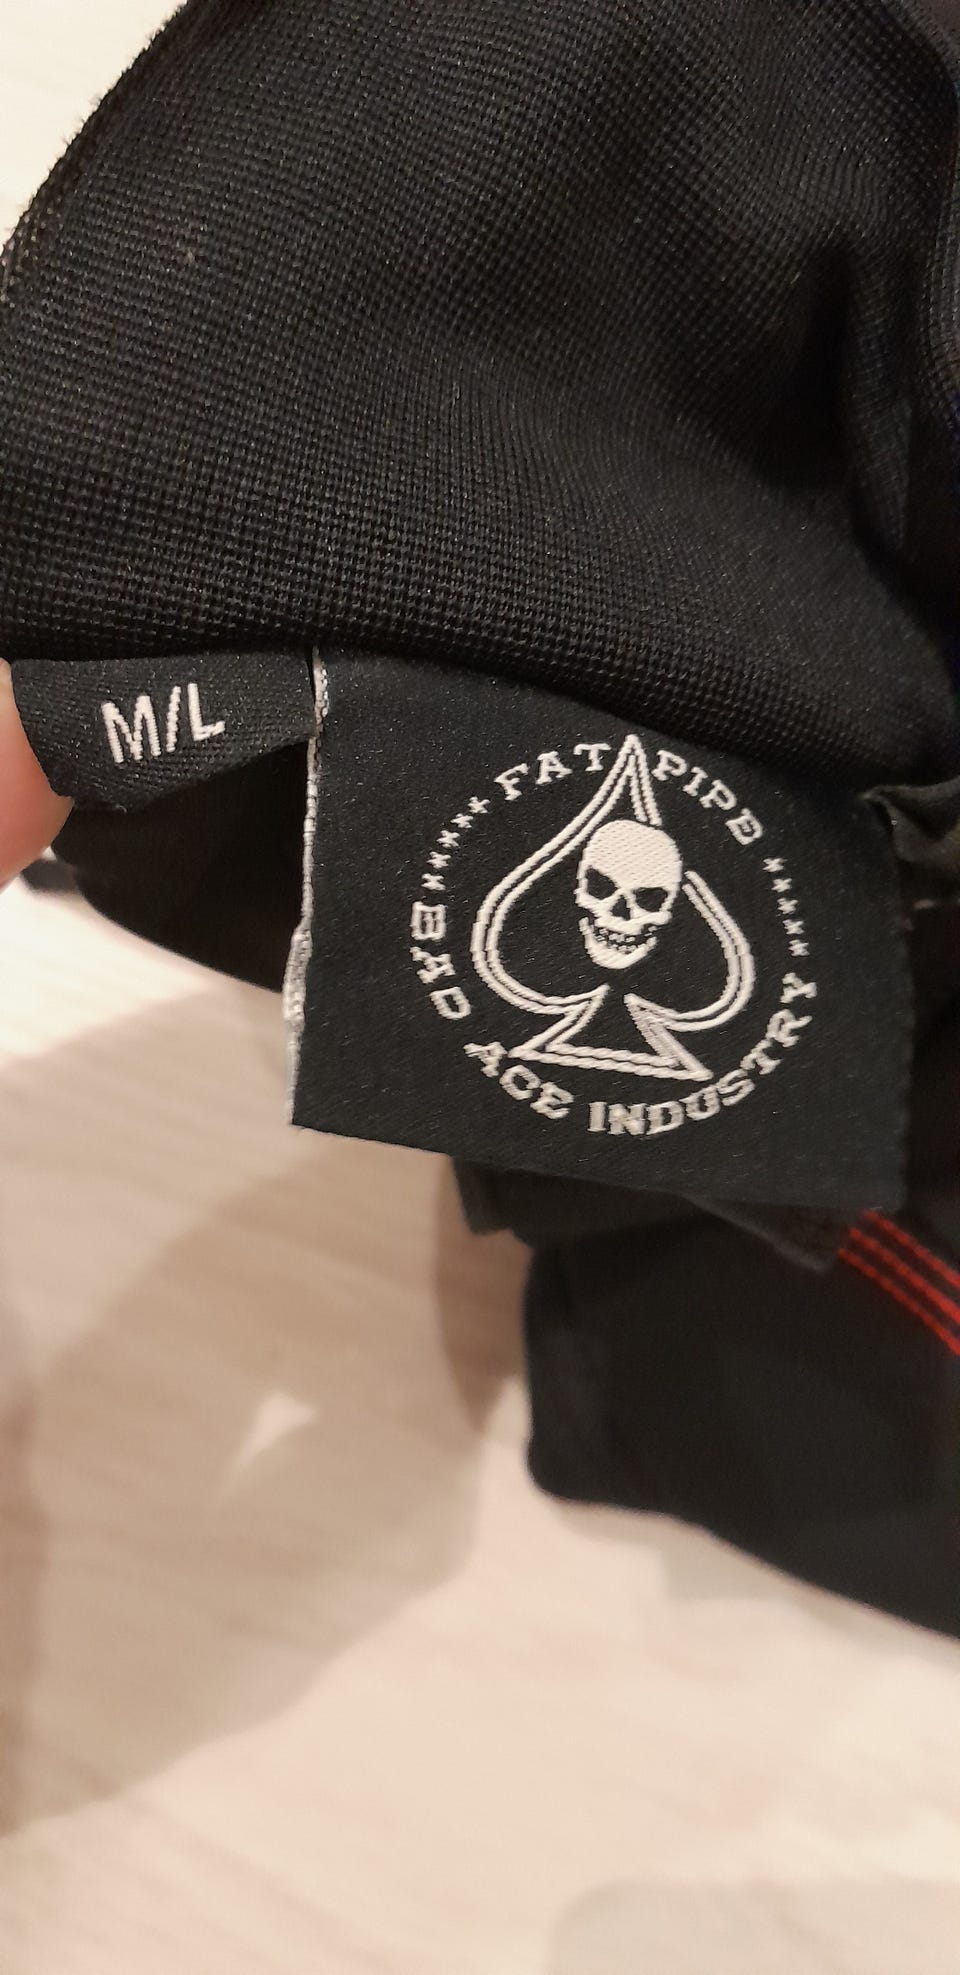 M/L
FAT PIPE
BAD ACE INDUSTRY